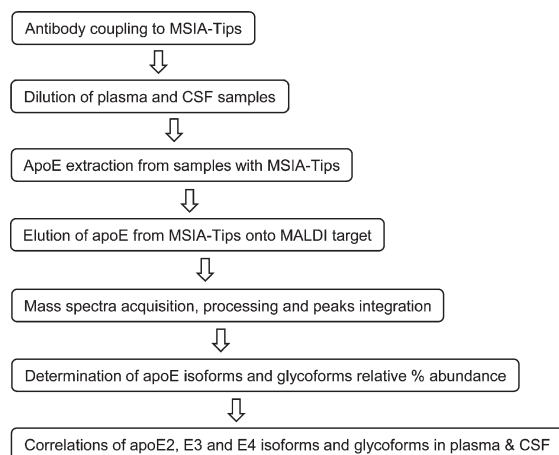 Antibody coupling to MSIA-Tips
Dilution of plasma and CSF samples
ApoE extraction from samples with MSIA-Tips
Elution of apoE from MSIA-Tips onto MALDI target
Mass spectra acquisition, processing and peaks integration
Determination of apoE isoforms and glycoforms relative % abundance
Correlations of apoE2, E3 and E4 isoforms and glycoforms in plasma & CSF